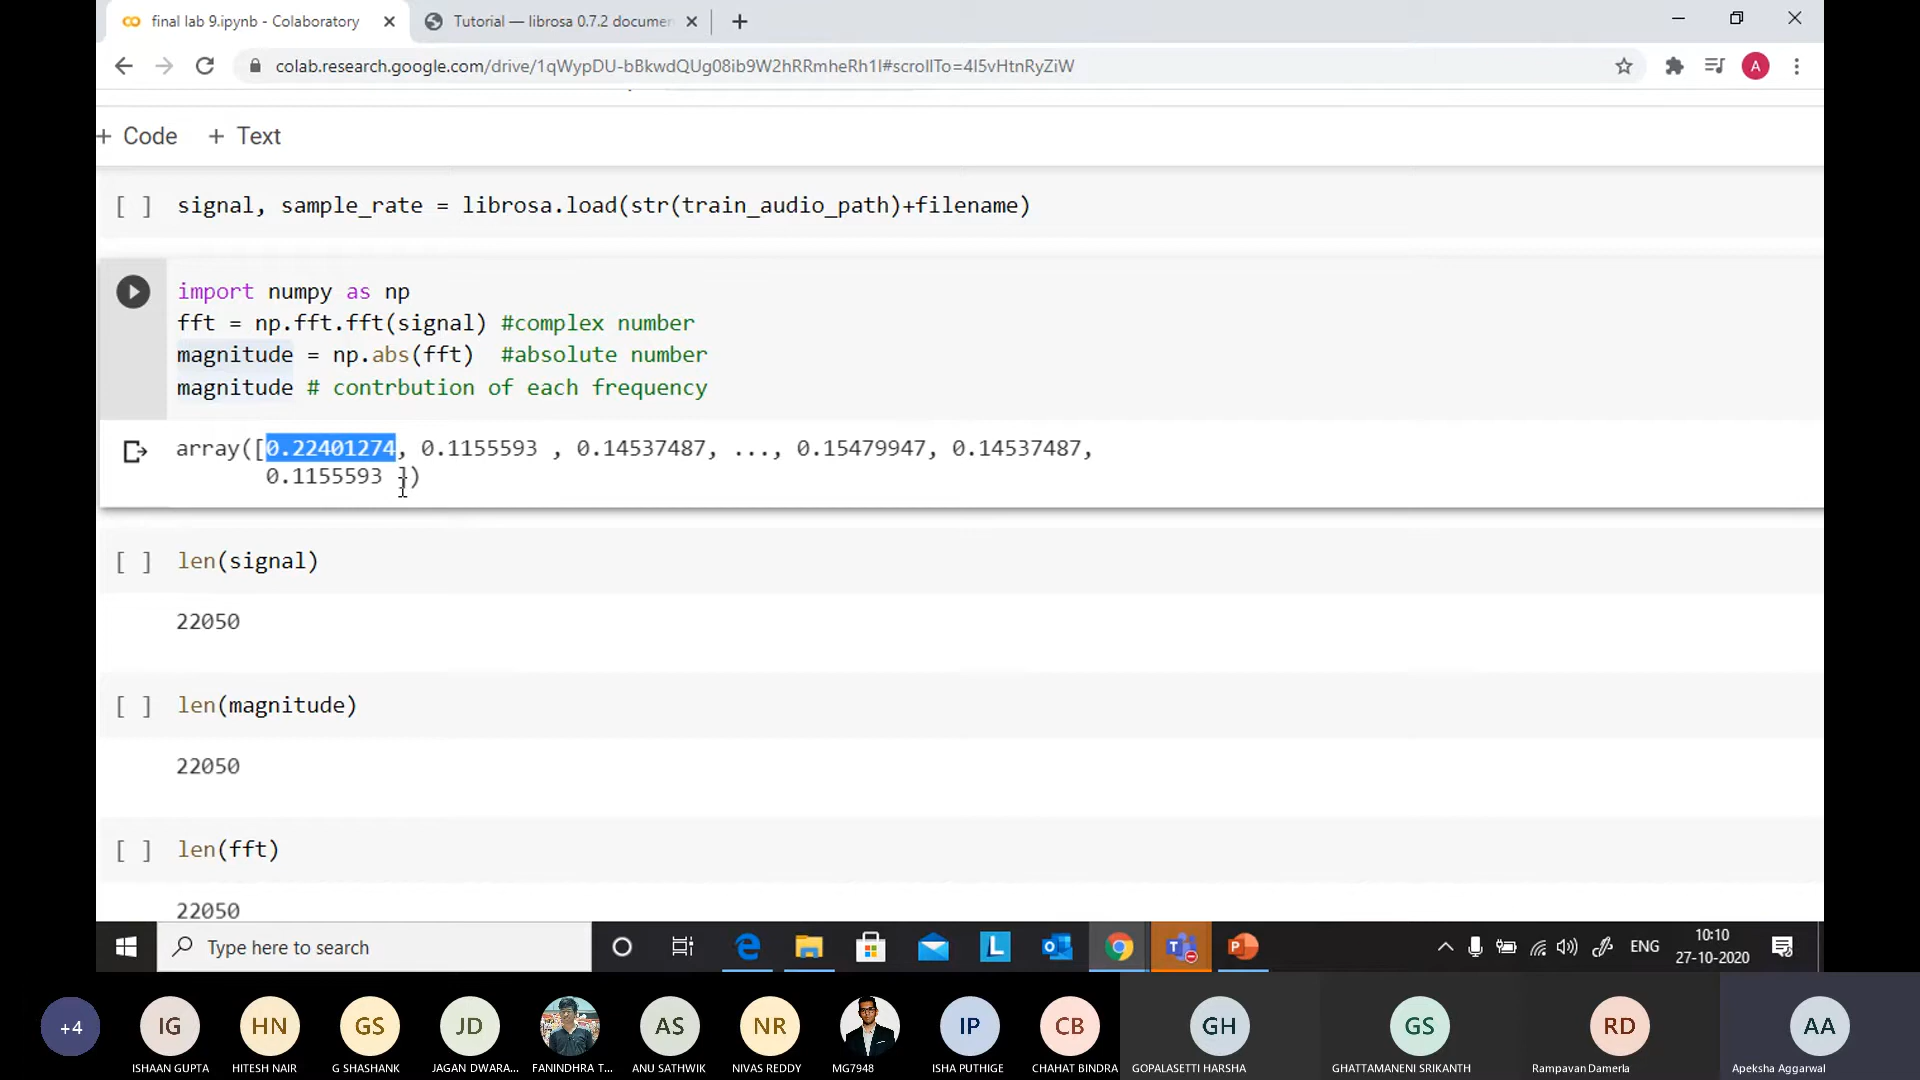 final lab 9.ipynb - Colaboratory
Tutorial — librosa 0.7.2 documen
colab.research.google.com/drive/1qWypDU-bBkwdQUg08ib9W2hRRmheRh1I#scrollTo=4I5vHtnRyZiW
A
+ Code + Text
[ ] signal, sample_rate = librosa.load(str(train_audio_path)+filename)
import numpy as np
fft = np.fft.fft(signal) #complex number
magnitude = np.abs(fft) #absolute number
magnitude # contrbution of each frequency
array([0.22401274, 0.1155593 , 0.14537487, ..., 0.15479947, 0.14537487,
0.1155593 ])
[ ] len(signal)
22050
[ ] len(magnitude)
22050
[ ] len(fft)
22050
Type here to search
ENG
10:10
27-10-2020
+4
IG
HN
GS
JD
AS
NR
IP
CB
GH
GS
RD
AA
ISHAAN GUPTA
HITESH NAIR
G SHASHANK
JAGAN DWARA...
FANINDHRA T...
ANU SATHWIK
NIVAS REDDY
MG7948
ISHA PUTHIGE
CHAHAT BINDRA
GOPALASETTI HARSHA
GHATTAMANENI SRIKANTH
Rampavan Damerla
Apeksha Aggarwal